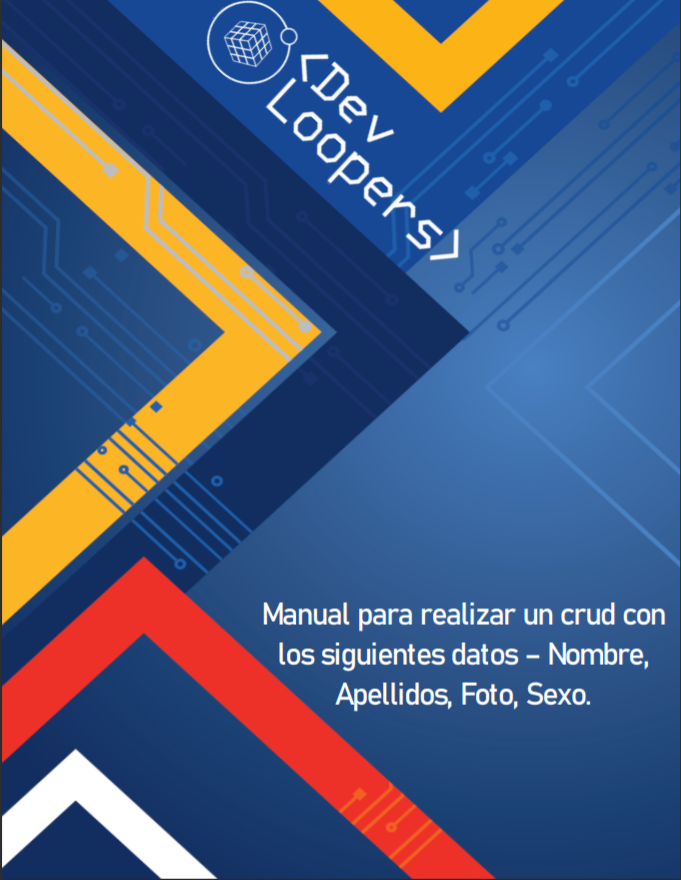 <Dev
Loopers>
Manual para realizar un crud con
los siguientes datos – Nombre,
Apellidos, Foto, Sexo.